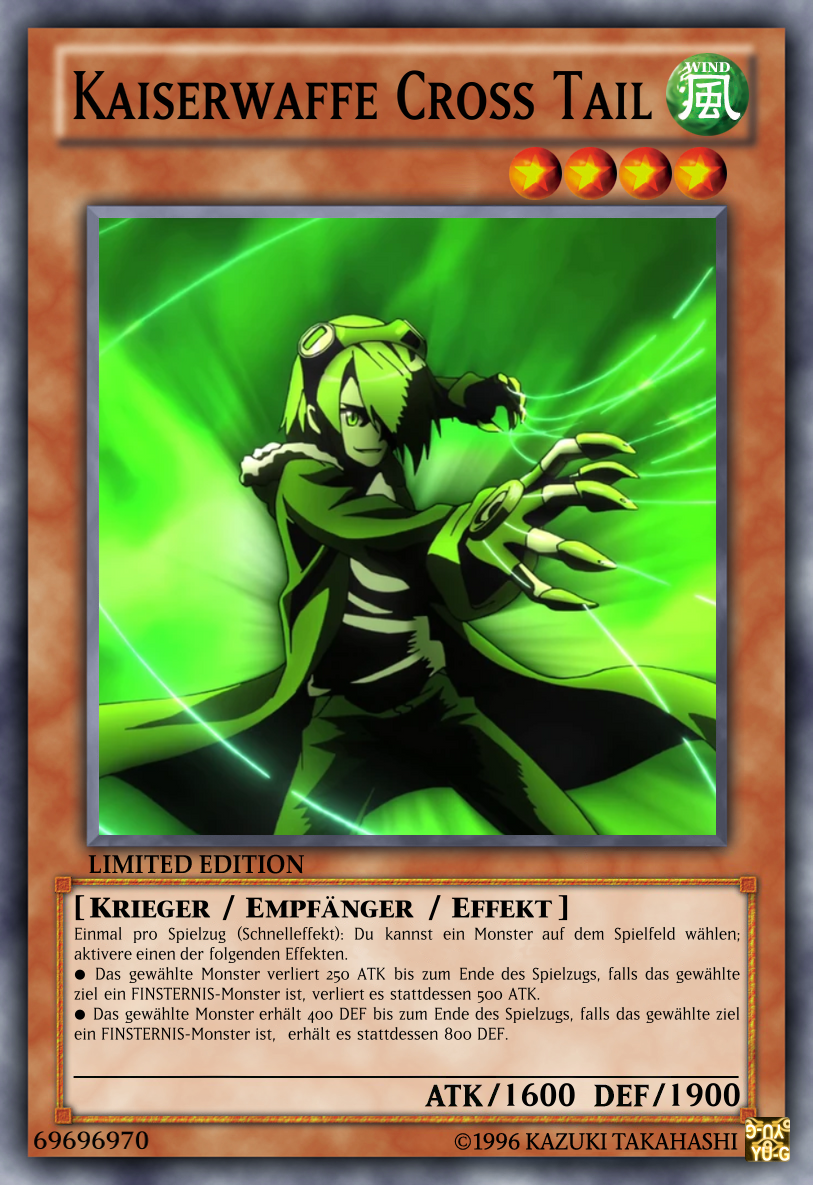 Kaiserwaffe Cross Tail
WIND
風
LIMITED EDITION
[ Krieger / Empfänger / Effekt ]
Einmal pro Spielzug (Schnelleffekt): Du kannst ein Monster auf dem Spielfeld wählen;
aktivere einen der folgenden Effekten.
● Das gewählte Monster verliert 250 ATK bis zum Ende des Spielzugs, falls das gewählte
ziel ein FINSTERNIS-Monster ist, verliert es stattdessen 500 ATK.
● Das gewählte Monster erhält 400 DEF bis zum Ende des Spielzugs, falls das gewählte ziel
ein FINSTERNIS-Monster ist, erhält es stattdessen 800 DEF.
ATK/1600 DEF/1900
69696970
©1996 KAZUKI TAKAHASHI